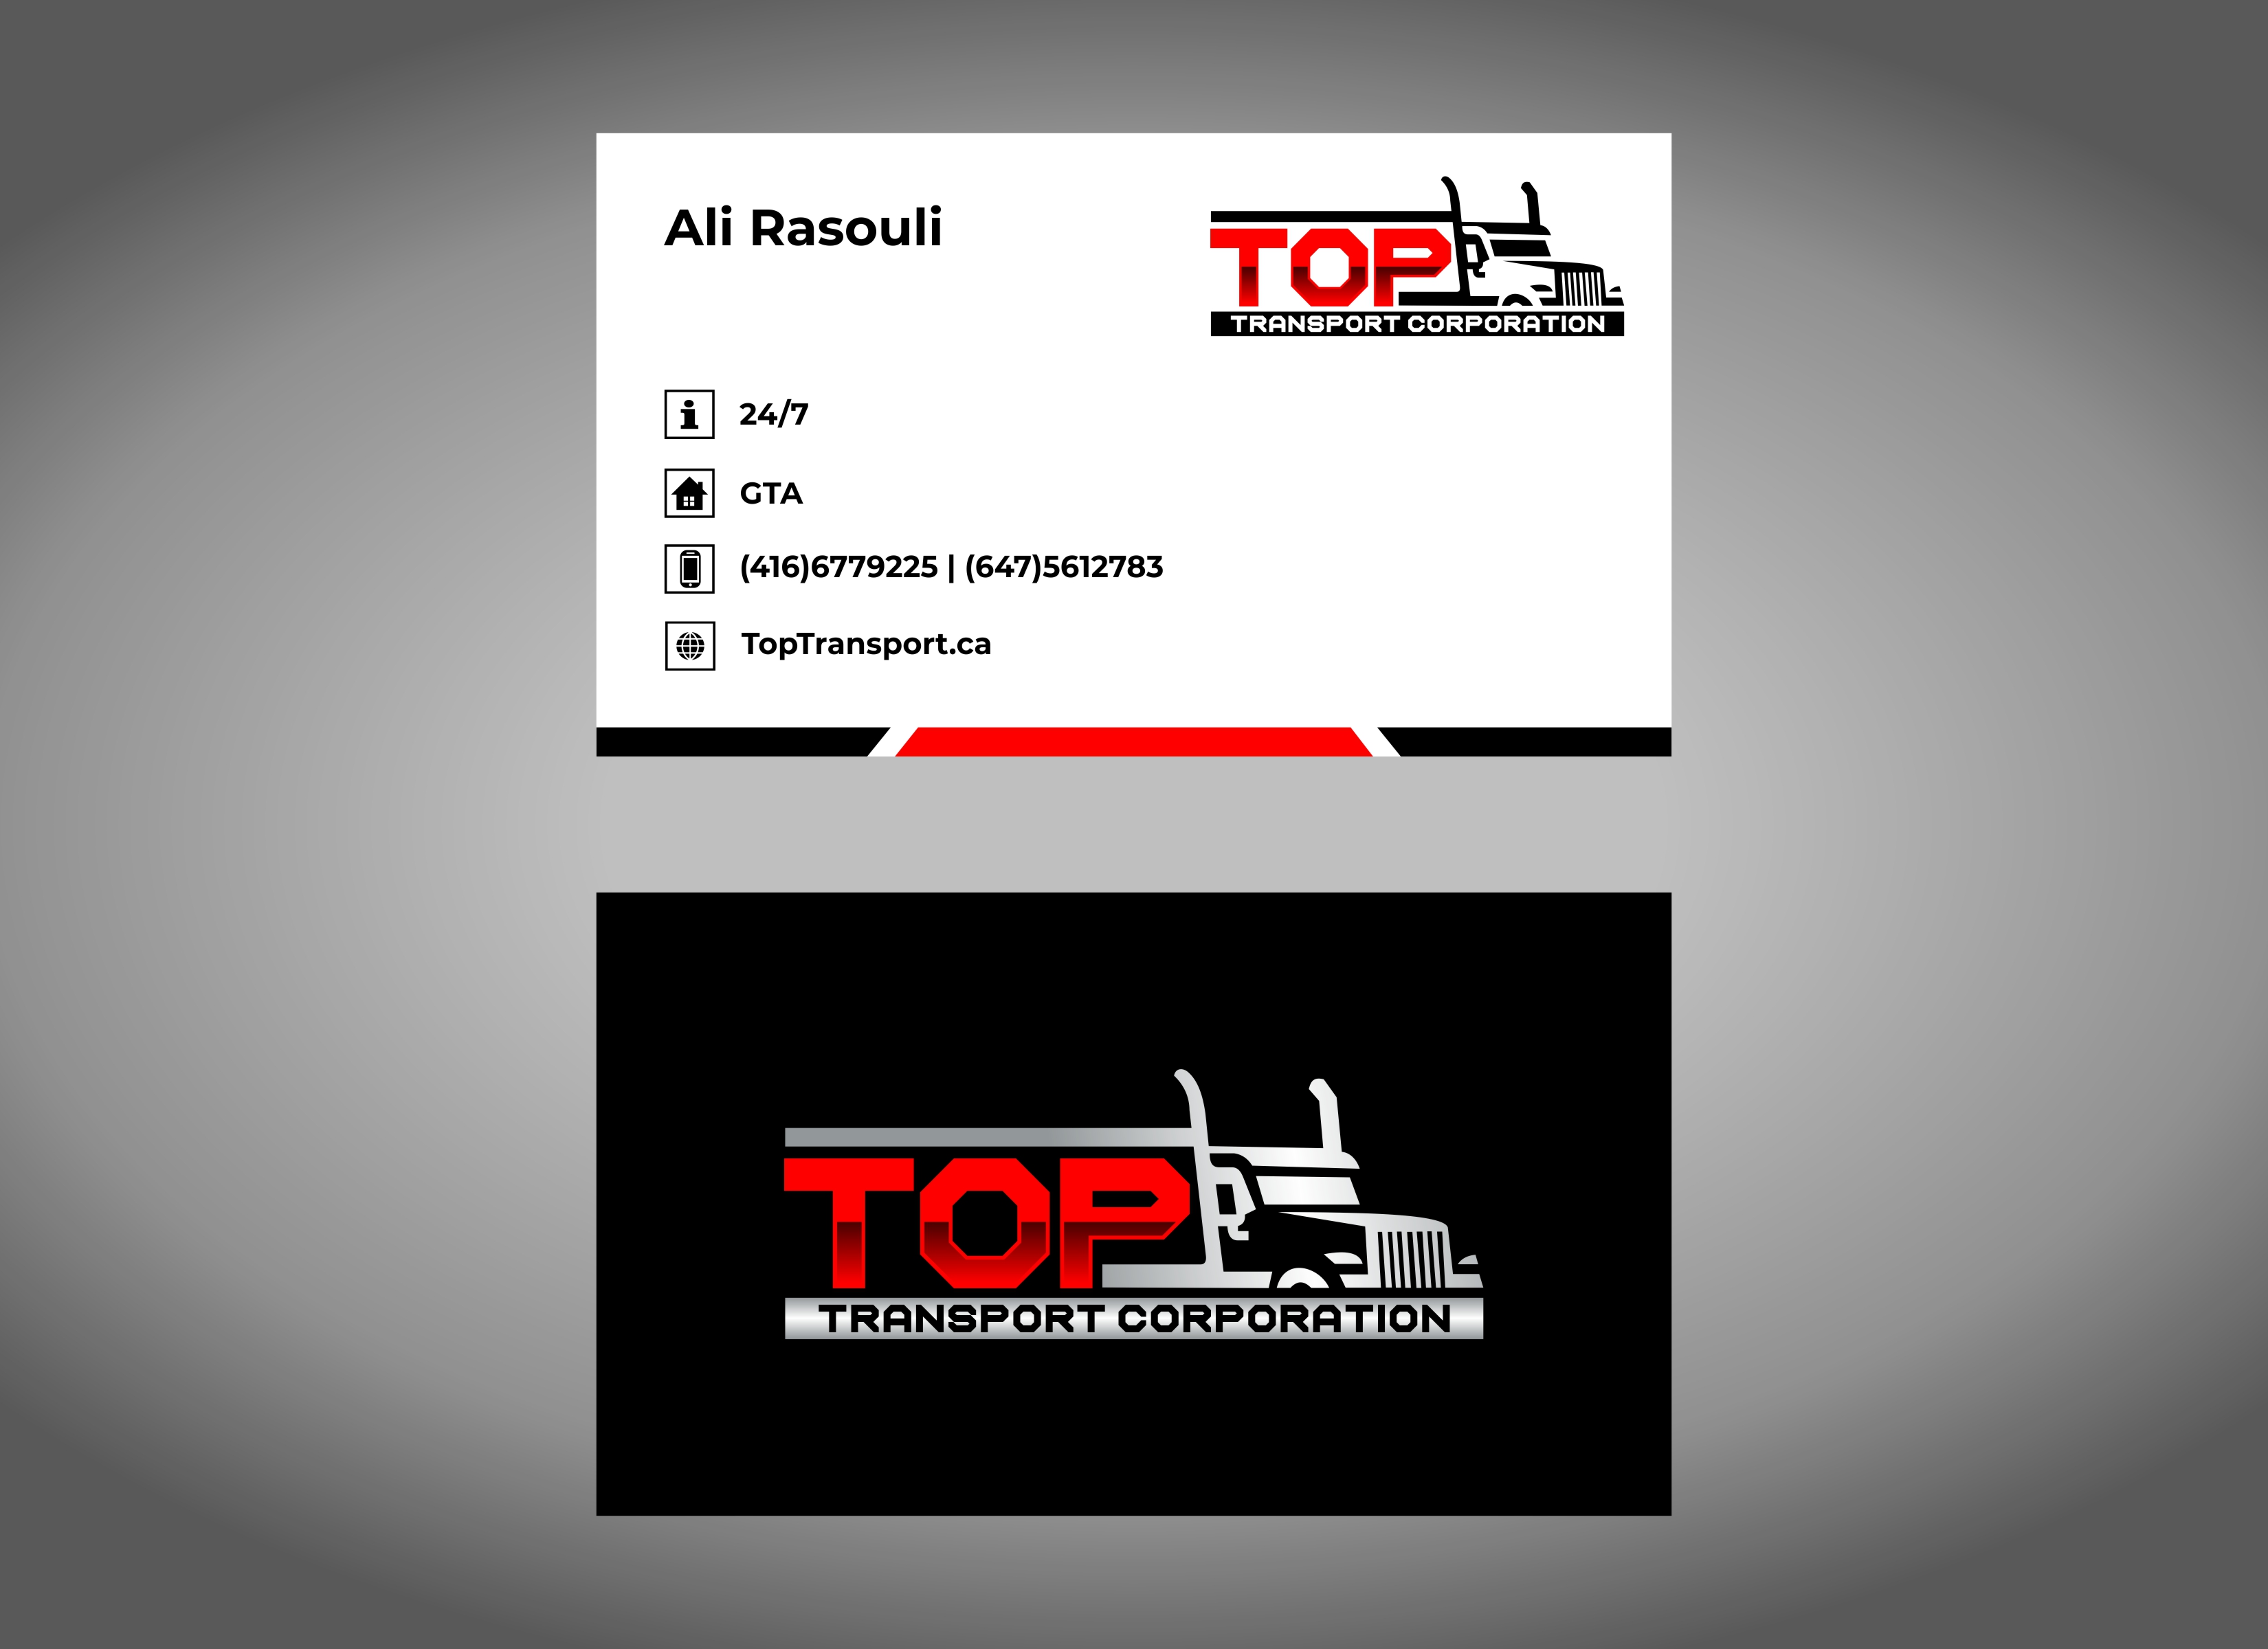 Ali Rasouli
TOP
TRANSPORT CORPORATION
24/7
GTA
(416)6779225 | (647)5612783
TopTransport.ca
TOP
TRANSPORT CORPORATION